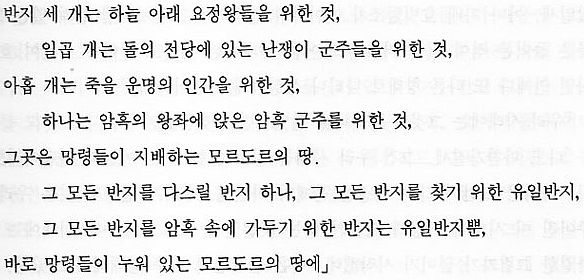 반지 세 개는 하늘 아래 요정왕들을 위한 것,
일곱 개는 돌의 전당에 있는 난쟁이 군주들을 위한 것,
아홉 개는 죽을 운명의 인간을 위한 것,
하나는 암흑의 왕좌에 앉은 암흑 군주를 위한 것,
그곳은 망령들이 지배하는 모르도르의 땅.
그 모든 반지를 다스릴 반지 하나, 그 모든 반지를 찾기 위한 유일반지,
그 모든 반지를 암흑 속에 가두기 위한 반지는 유일반지뿐,
바로 망령들이 누워 있는 모르도르의 땅에」